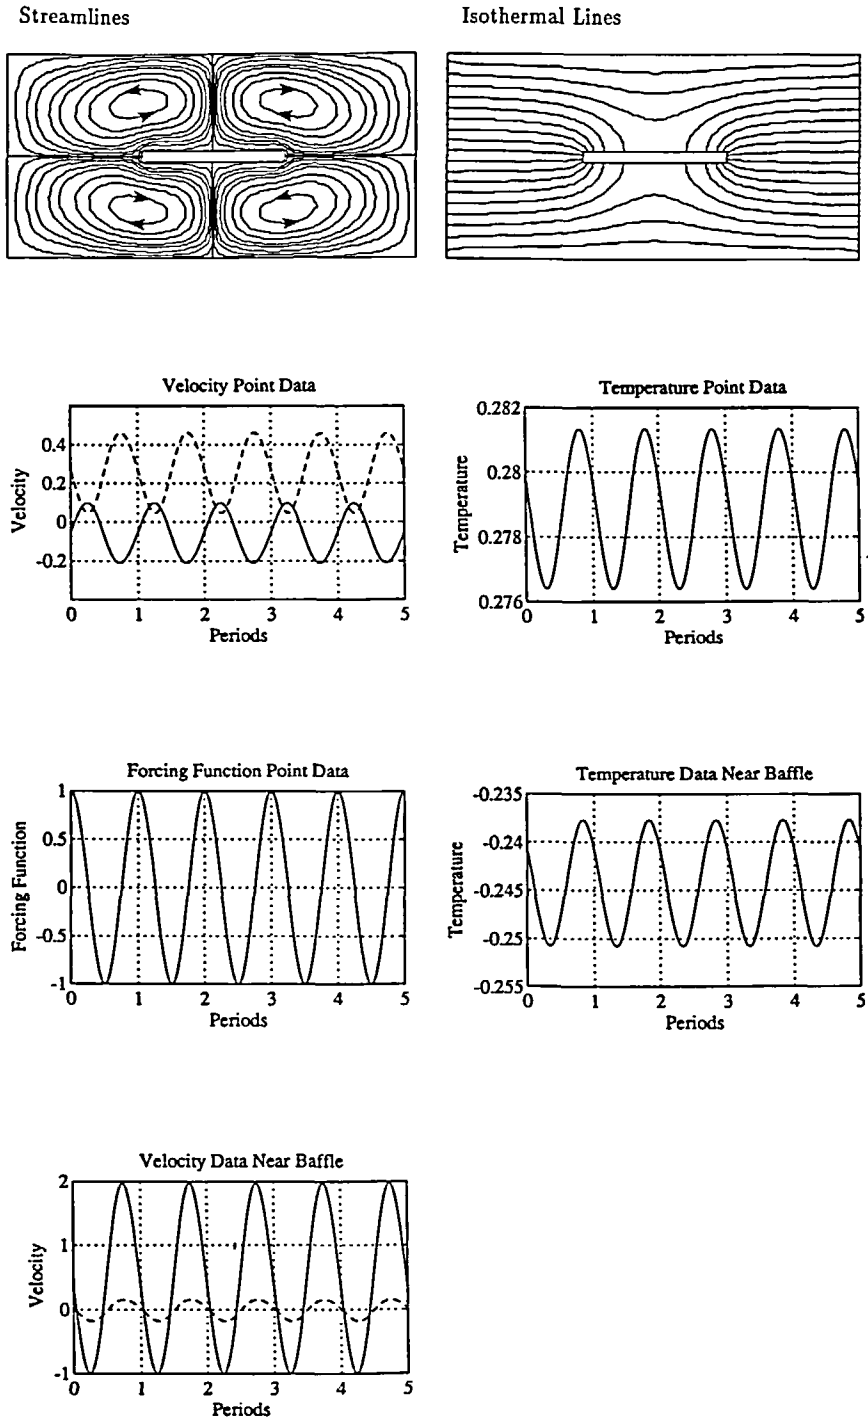 Streamlines
Isothermal Lines
Velocity Point Data
Velocity
0.4
0.2
0
-0.2
0 1 2 3 4 5
Periods
Temperature Point Data
Temperature
0.282
0.28
0.278
0.276
0 1 2 3 4 5
Periods
Forcing Function Point Data
Forcing Function
1
0.5
0
-0.5
-1
0 1 2 3 4 5
Periods
Temperature Data Near Baffle
Temperature
-0.235
-0.24
-0.245
-0.25
-0.255
0 1 2 3 4 5
Periods
Velocity Data Near Baffle
Velocity
2
1
0
-1
0 1 2 3 4 5
Periods